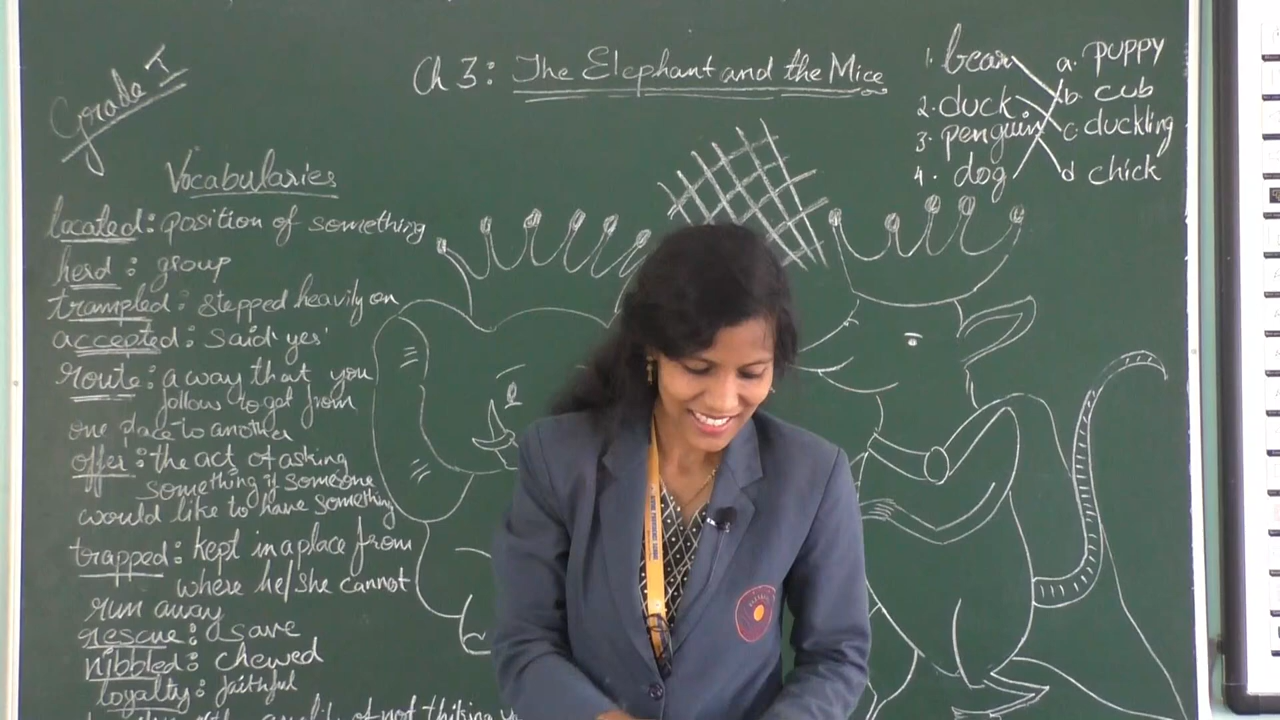 Grade I
Ch 3: The Elephant and the Mice
1. bear a. puppy
2. duck b. cub
3. penguin c. duckling
4. dog d chick
Vocabularies
located: position of something
herd: group
trampled: stepped heavily on
accepted: said 'yes'
route: a way that you
follow to get from
one place to another
offer: the act of asking
something if someone
would like to have something
trapped: kept in a place from
where he/she cannot
run away
rescue: save
nibbled: chewed
loyalty: faithful
quality of not thiking